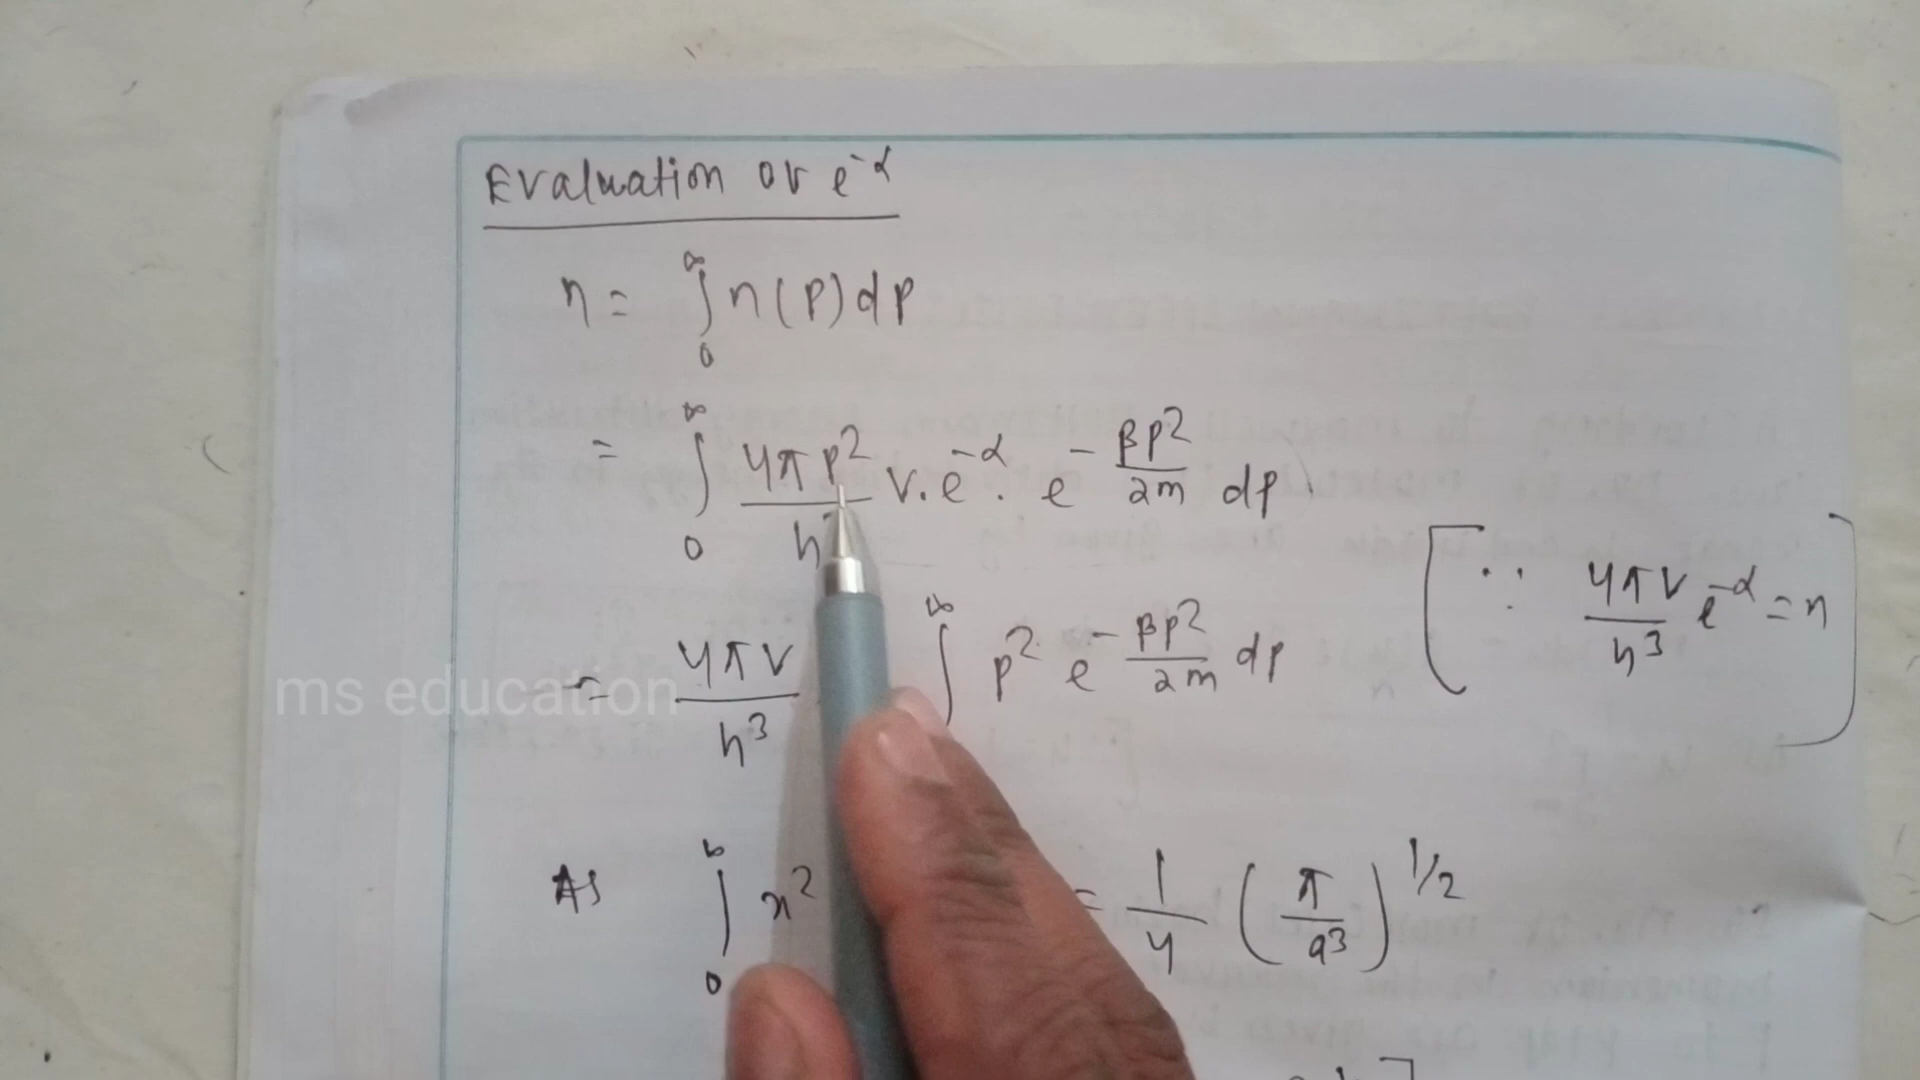 Evaluation of e^-α
n = ∫₀^∞ n(p)dp
= ∫₀^∞ 4πp²/h V.e^-α . e^-βp²/2m dp
= 4πV/h³ ∫^∞ p² e^-βp²/2m dp
[∵ 4πV/h³ e^-α = n]
ms education
As ∫₀^∞ x² = 1/4 (π/a³)^1/2